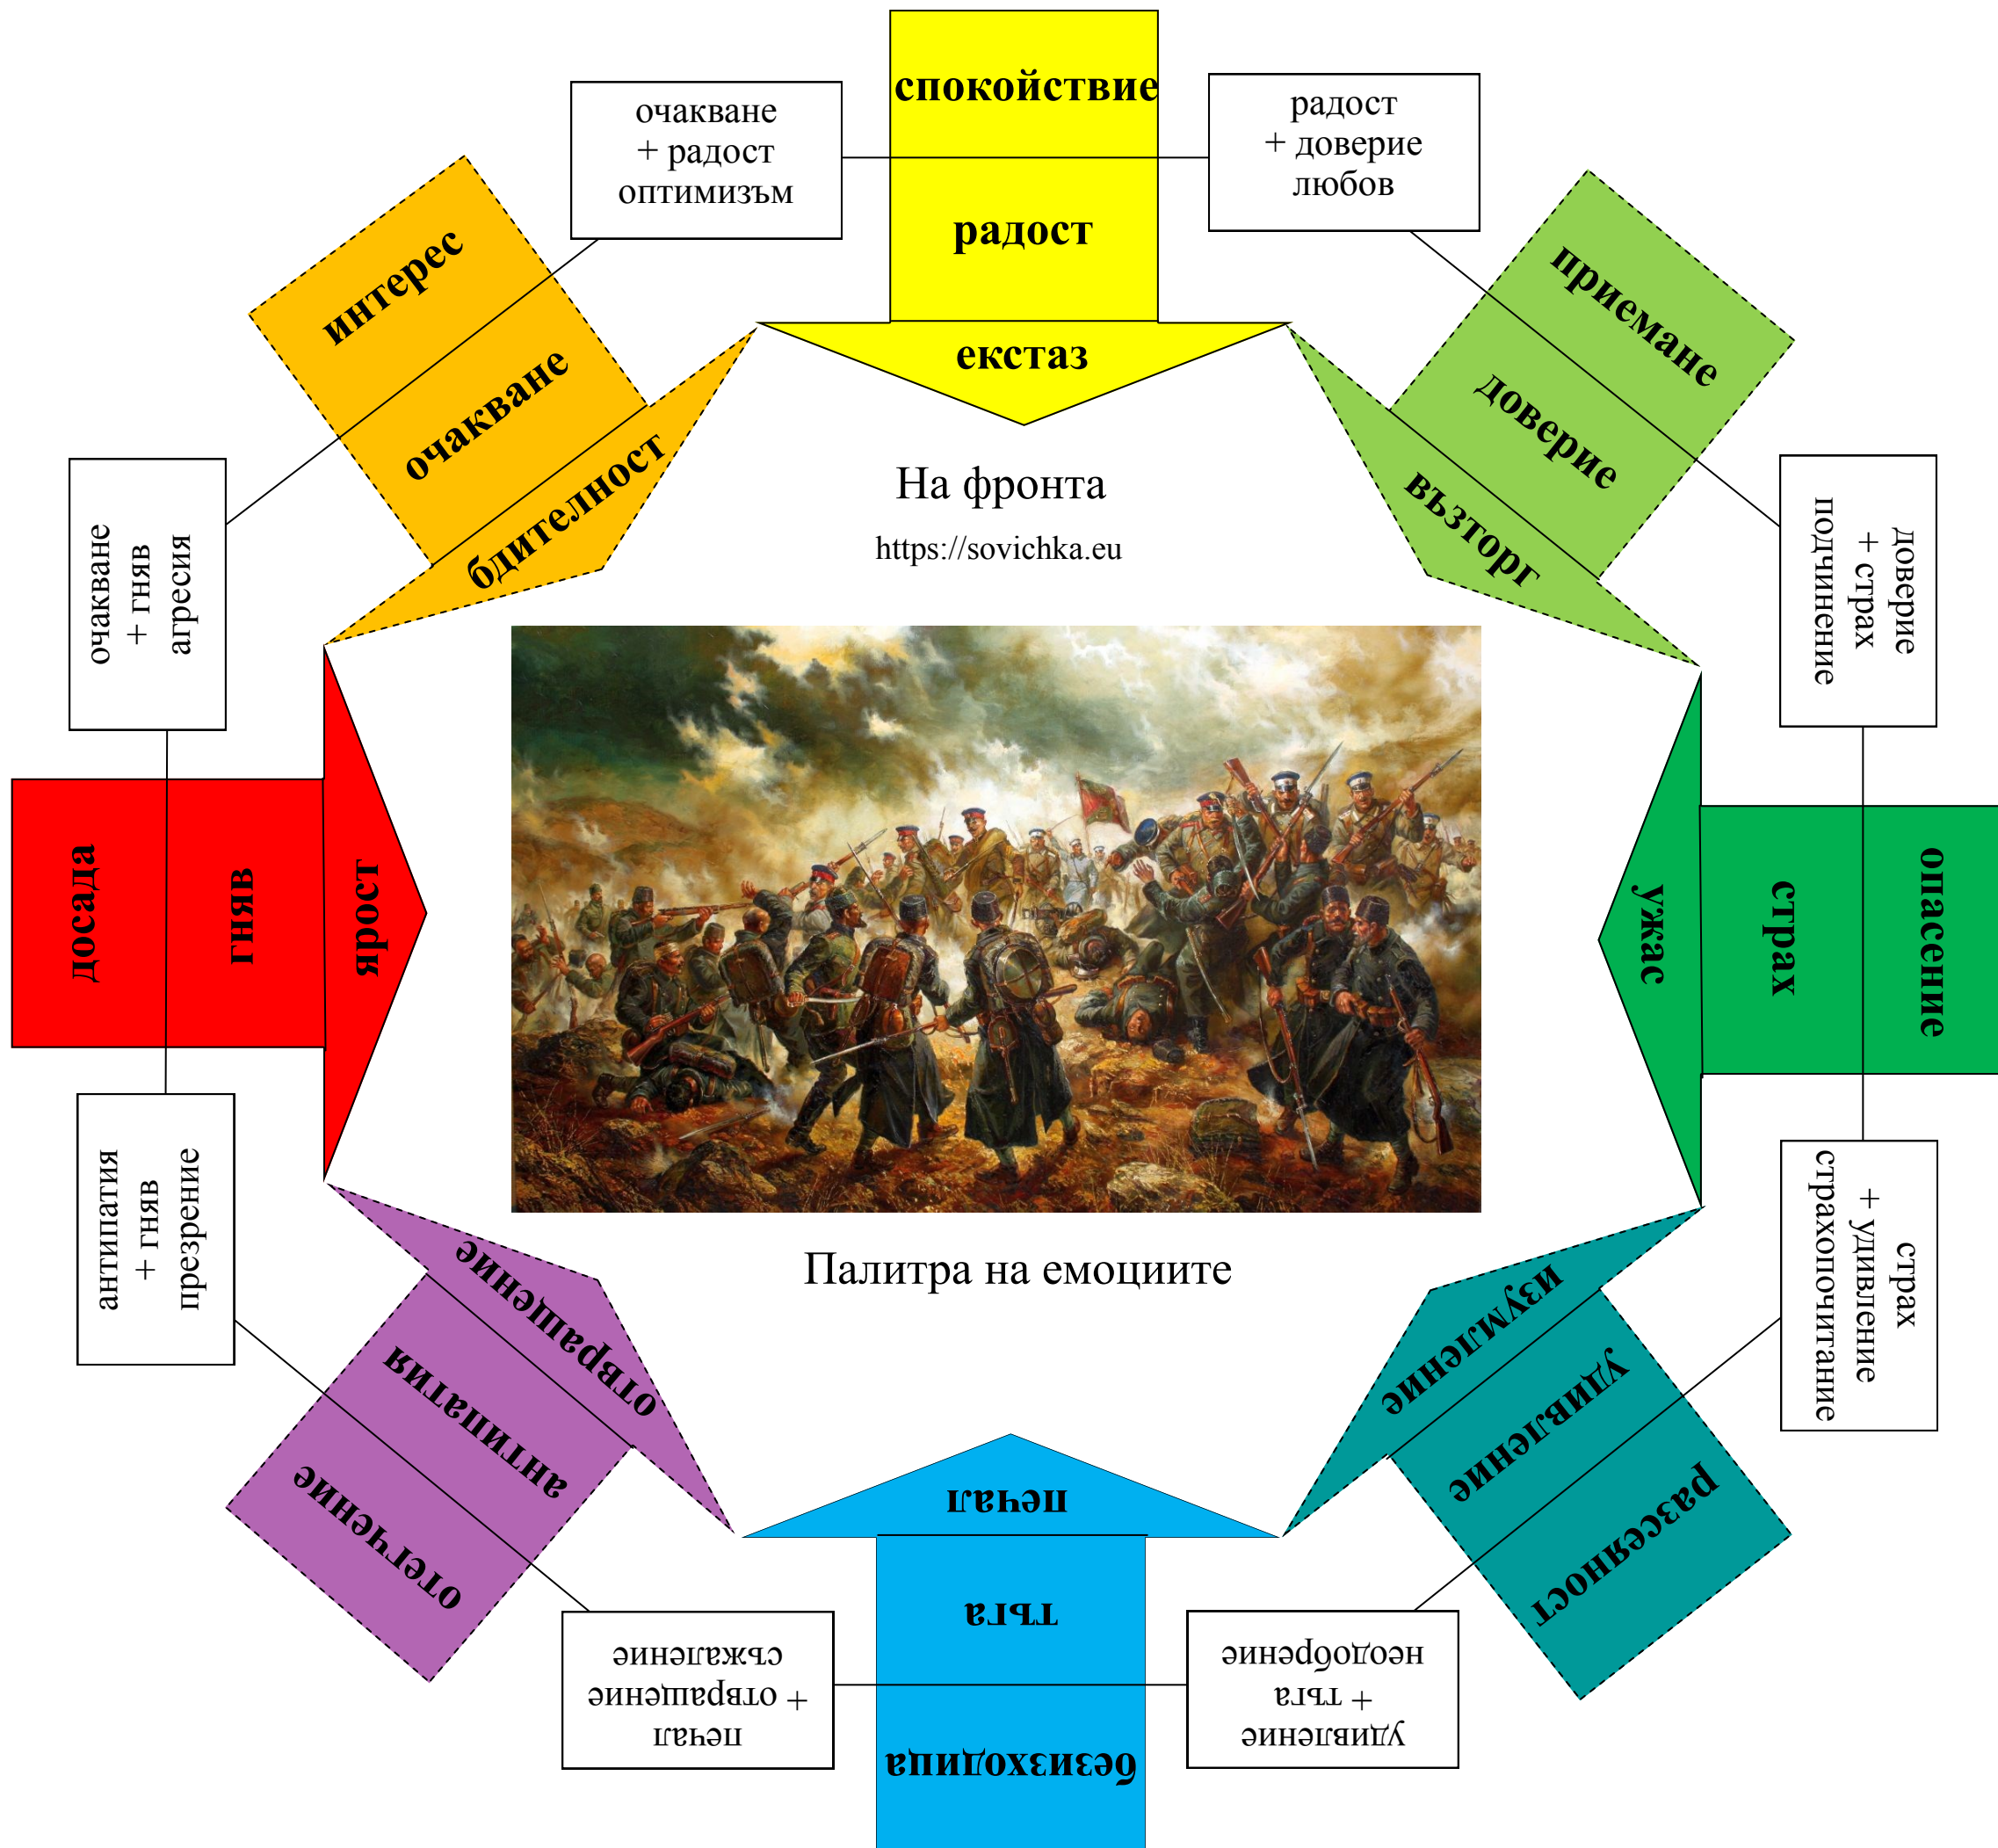 спокойствие
радост
екстаз
радост
+ доверие
любов
приемане
доверие
възторг
доверие
+ страх
подчинение
опасение
страх
ужас
страх
+ удивление
страхопочитание
изумление
удивление
разсеяност
удивление
+ тъга
неодобрение
печал
тъга
безизходица
печал
+ отвращение
съжаление
отвращение
антипатия
отегчение
антипатия
+ гняв
презрение
досада
гняв
ярост
очакване
+ гняв
агресия
интерес
очакване
бдителност
очакване
+ радост
оптимизъм
На фронта
https://sovichka.eu
Палитра на емоциите